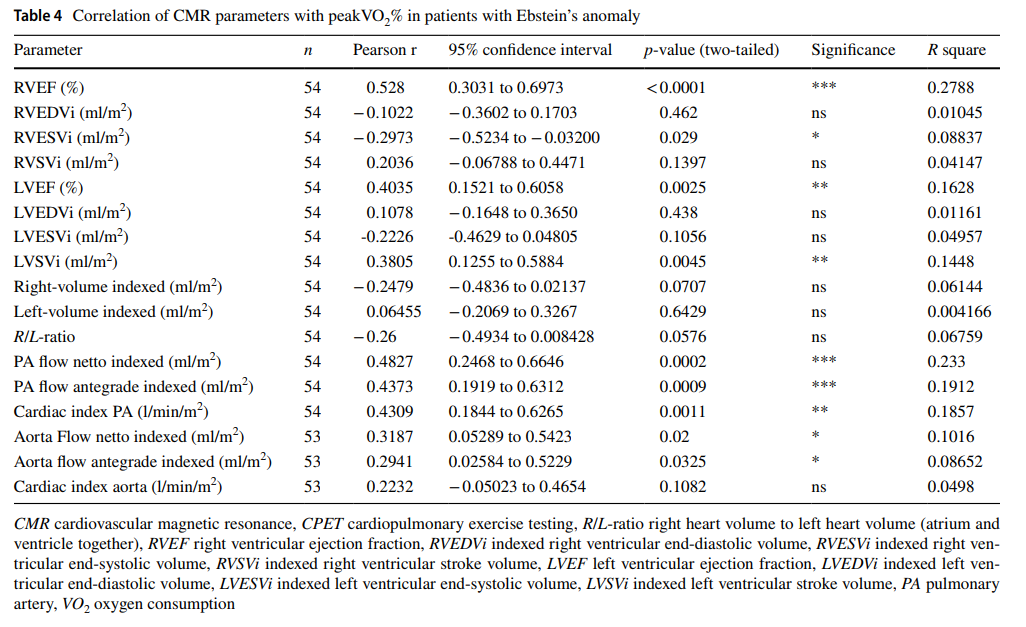 Table 4 Correlation of CMR parameters with peakVO2% in patients with Ebstein's anomaly
Parameter n Pearson r 95% confidence interval p-value (two-tailed) Significance R square
RVEF (%) 54 0.528 0.3031 to 0.6973 <0.0001 *** 0.2788
RVEDVi (ml/m²) 54 −0.1022 −0.3602 to 0.1703 0.462 ns 0.01045
RVESVi (ml/m²) 54 −0.2973 −0.5234 to −0.03200 0.029 * 0.08837
RVSVi (ml/m²) 54 0.2036 −0.06788 to 0.4471 0.1397 ns 0.04147
LVEF (%) 54 0.4035 0.1521 to 0.6058 0.0025 ** 0.1628
LVEDVi (ml/m²) 54 0.1078 −0.1648 to 0.3650 0.438 ns 0.01161
LVESVi (ml/m²) 54 -0.2226 -0.4629 to 0.04805 0.1056 ns 0.04957
LVSVi (ml/m²) 54 0.3805 0.1255 to 0.5884 0.0045 ** 0.1448
Right-volume indexed (ml/m²) 54 −0.2479 −0.4836 to 0.02137 0.0707 ns 0.06144
Left-volume indexed (ml/m²) 54 0.06455 −0.2069 to 0.3267 0.6429 ns 0.004166
R/L-ratio 54 −0.26 −0.4934 to 0.008428 0.0576 ns 0.06759
PA flow netto indexed (ml/m²) 54 0.4827 0.2468 to 0.6646 0.0002 *** 0.233
PA flow antegrade indexed (ml/m²) 54 0.4373 0.1919 to 0.6312 0.0009 *** 0.1912
Cardiac index PA (l/min/m²) 54 0.4309 0.1844 to 0.6265 0.0011 ** 0.1857
Aorta Flow netto indexed (ml/m²) 53 0.3187 0.05289 to 0.5423 0.02 * 0.1016
Aorta flow antegrade indexed (ml/m²) 53 0.2941 0.02584 to 0.5229 0.0325 * 0.08652
Cardiac index aorta (l/min/m²) 53 0.2232 −0.05023 to 0.4654 0.1082 ns 0.0498
CMR cardiovascular magnetic resonance, CPET cardiopulmonary exercise testing, R/L-ratio right heart volume to left heart volume (atrium and
ventricle together), RVEF right ventricular ejection fraction, RVEDVi indexed right ventricular end-diastolic volume, RVESVi indexed right ven-
tricular end-systolic volume, RVSVi indexed right ventricular stroke volume, LVEF left ventricular ejection fraction, LVEDVi indexed left ven-
tricular end-diastolic volume, LVESVi indexed left ventricular end-systolic volume, LVSVi indexed left ventricular stroke volume, PA pulmonary
artery, VO2 oxygen consumption